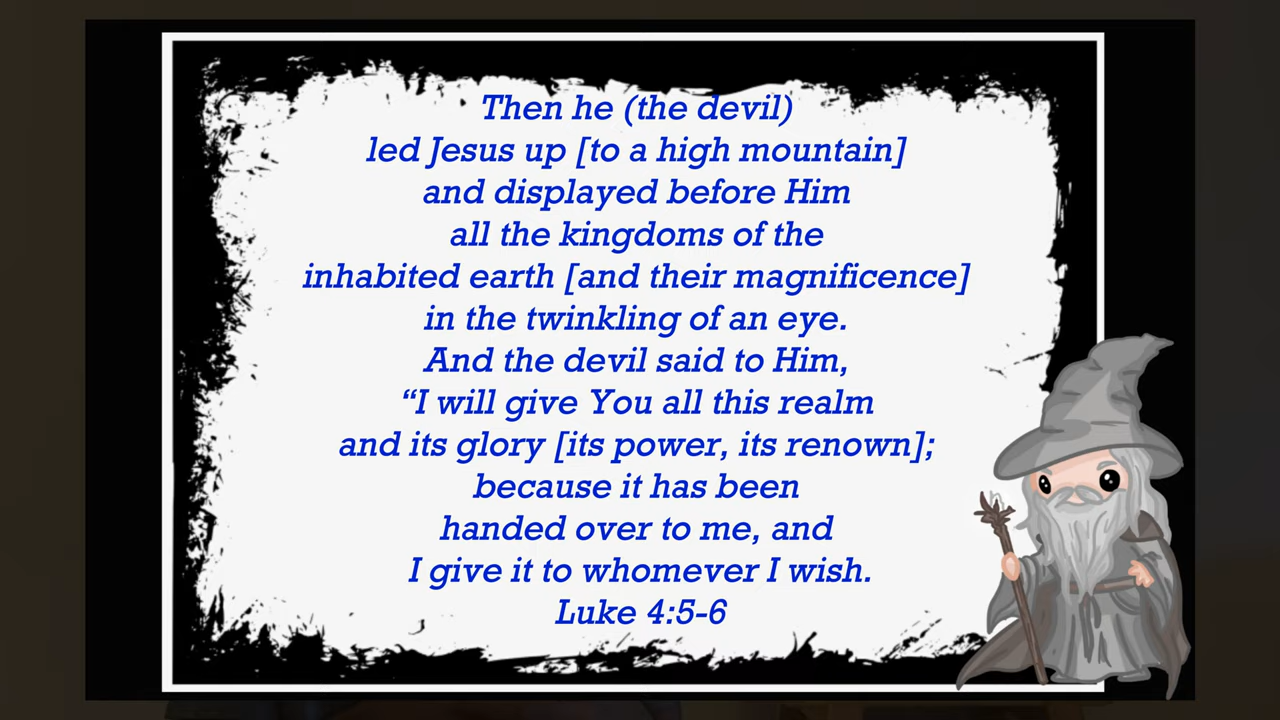 Then he (the devil)
led Jesus up [to a high mountain]
and displayed before Him
all the kingdoms of the
inhabited earth [and their magnificence]
in the twinkling of an eye.
And the devil said to Him,
“I will give You all this realm
and its glory [its power, its renown];
because it has been
handed over to me, and
I give it to whomever I wish.
Luke 4:5-6